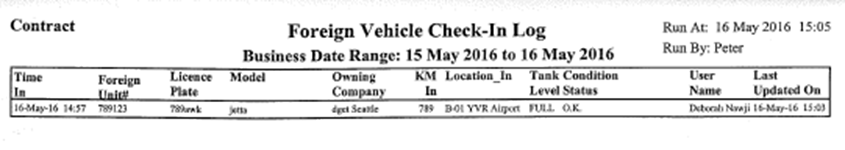 Contract
Foreign Vehicle Check-In Log
Run At: 16 May 2016 15:05
Business Date Range: 15 May 2016 to 16 May 2016
Run By: Peter
Time Foreign Licence Model Owning KM Location_In Tank Condition User Last
In Unit# Plate Company In Level Status Name Updated On
16-May-16 14:57 789123 789hwk jetta dget Seattle 789 B-01 YVR Airport FULL O.K. Deborah 16-May-16 15:03